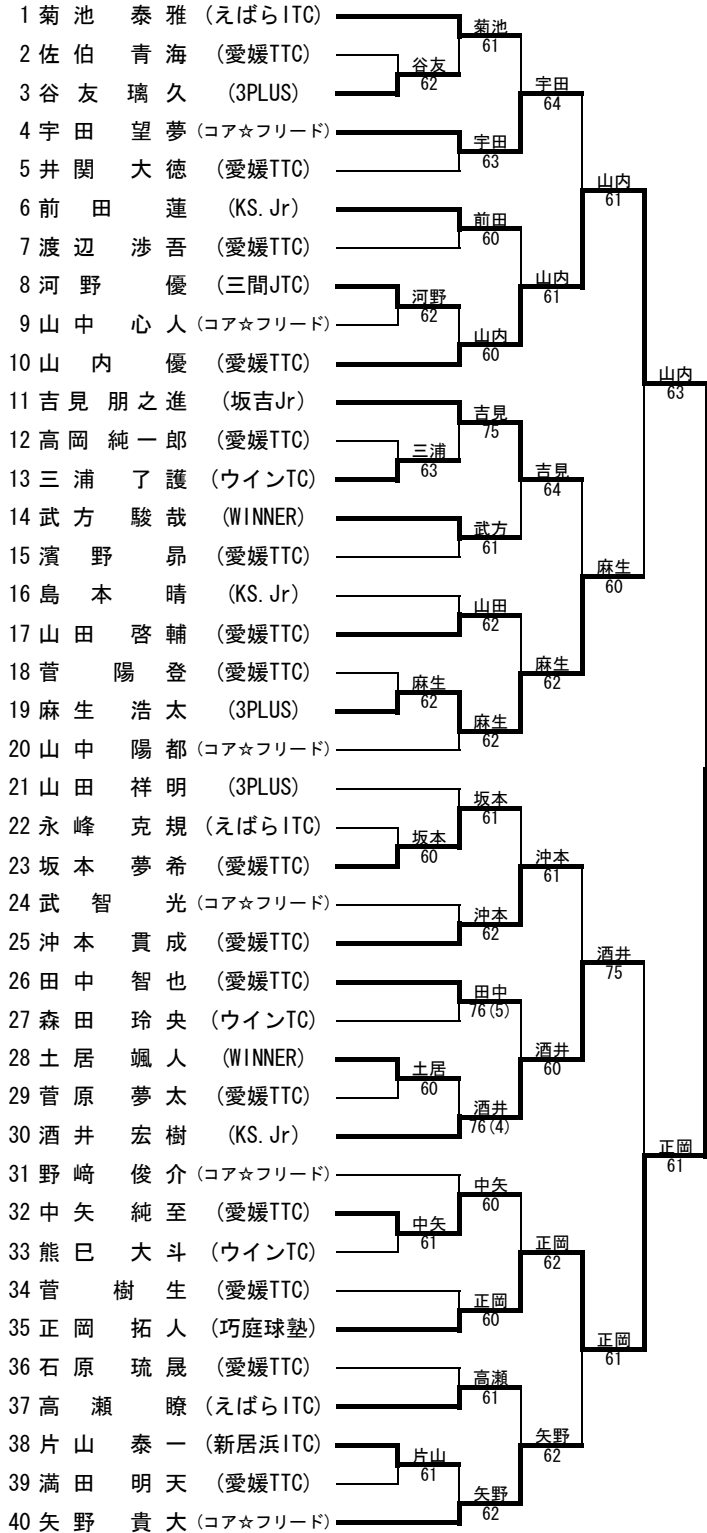 1 菊池 泰雅 (えばらITC)
2 佐伯 青海 (愛媛TTC)
3 谷友 璃久 (3PLUS)
4 宇田 望夢 (コア☆フリード)
5 井関 大徳 (愛媛TTC)
6 前田 蓮 (KS.Jr)
7 渡辺 渉吾 (愛媛TTC)
8 河野 優 (三間JTC)
9 山中 心人 (コア☆フリード)
10 山内 優 (愛媛TTC)
11 吉見 朋之進 (坂吉Jr)
12 高岡 純一郎 (愛媛TTC)
13 三浦 了護 (ウインTC)
14 武方 駿哉 (WINNER)
15 濱野 昴 (愛媛TTC)
16 島本 晴 (KS.Jr)
17 山田 啓輔 (愛媛TTC)
18 菅 陽登 (愛媛TTC)
19 麻生 浩太 (3PLUS)
20 山中 陽都 (コア☆フリード)
21 山田 祥明 (3PLUS)
22 永峰 克規 (えばらITC)
23 坂本 夢希 (愛媛TTC)
24 武智 光 (コア☆フリード)
25 沖本 貫成 (愛媛TTC)
26 田中 智也 (愛媛TTC)
27 森田 玲央 (ウインTC)
28 土居 颯人 (WINNER)
29 菅原 夢太 (愛媛TTC)
30 酒井 宏樹 (KS.Jr)
31 野﨑 俊介 (コア☆フリード)
32 中矢 純至 (愛媛TTC)
33 熊巳 大斗 (ウインTC)
34 菅 樹生 (愛媛TTC)
35 正岡 拓人 (巧庭球塾)
36 石原 琉晟 (愛媛TTC)
37 高瀬 瞭 (えばらITC)
38 片山 泰一 (新居浜ITC)
39 満田 明天 (愛媛TTC)
40 矢野 貴大 (コア☆フリード)
谷友
62
河野
62
三浦
63
麻生
62
坂本
60
土居
60
中矢
61
片山
61
菊池
61
宇田
63
前田
60
山内
60
吉見
75
武方
61
山田
62
麻生
62
坂本
61
沖本
62
田中
76(5)
酒井
76(4)
中矢
60
正岡
60
高瀬
61
矢野
62
宇田
64
山内
61
吉見
64
麻生
62
沖本
61
酒井
60
正岡
62
矢野
62
山内
61
麻生
60
酒井
75
正岡
61
山内
63
正岡
61